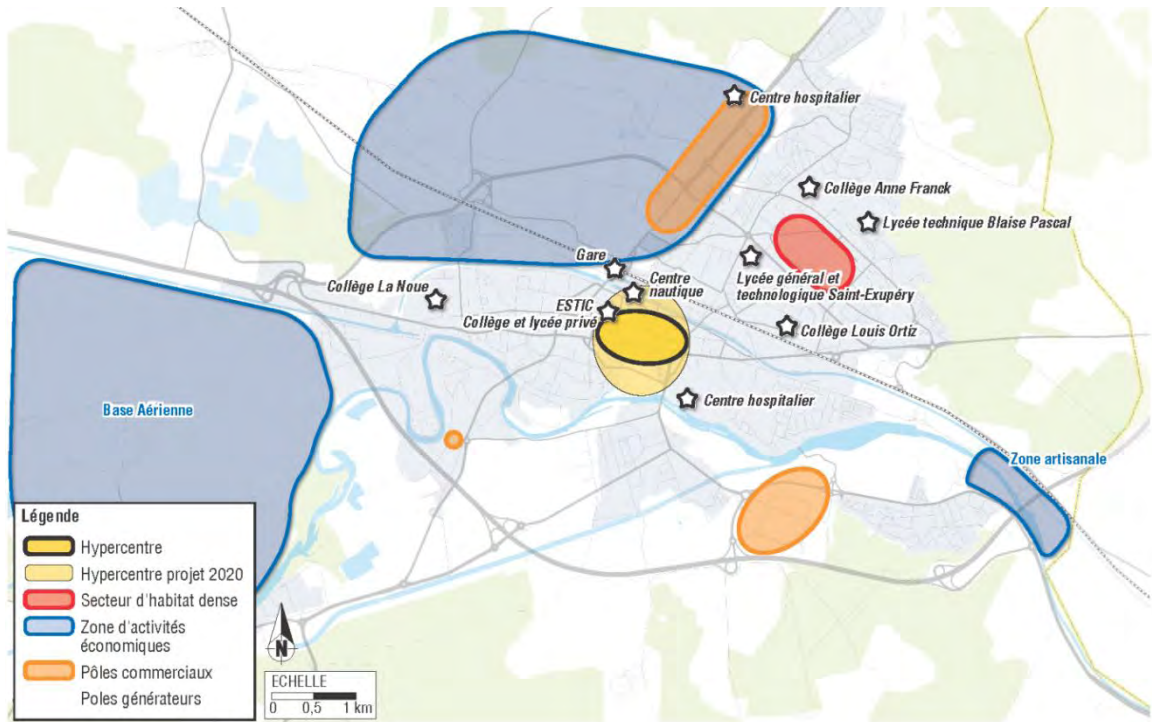 Centre hospitalier
Collège Anne Franck
Lycée technique Blaise Pascal
Gare
Lycée général et
technologique Saint-Exupéry
Centre
nautique
Collège La Noue
ESTIC
Collège et lycée privé
Collège Louis Ortiz
Centre hospitalier
Base Aérienne
Zone artisanale
Légende
Hypercentre
Hypercentre projet 2020
Secteur d'habitat dense
Zone d'activités
économiques
Pôles commerciaux
Poles générateurs
N
ECHELLE
0 0,5 1 km